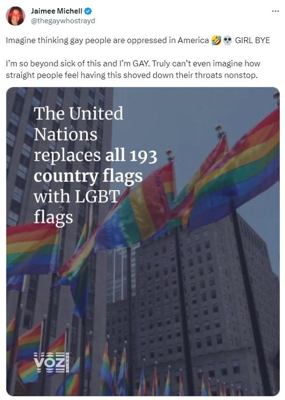 Jaimee Michell
@thegaywhostrayd
Imagine thinking gay people are oppressed in America 🤣💀 GIRL BYE
I'm so beyond sick of this and I'm GAY. Truly can't even imagine how
straight people feel having this shoved down their throats nonstop.
The United
Nations
replaces all 193
country flags
with LGBT
flags
VOZ